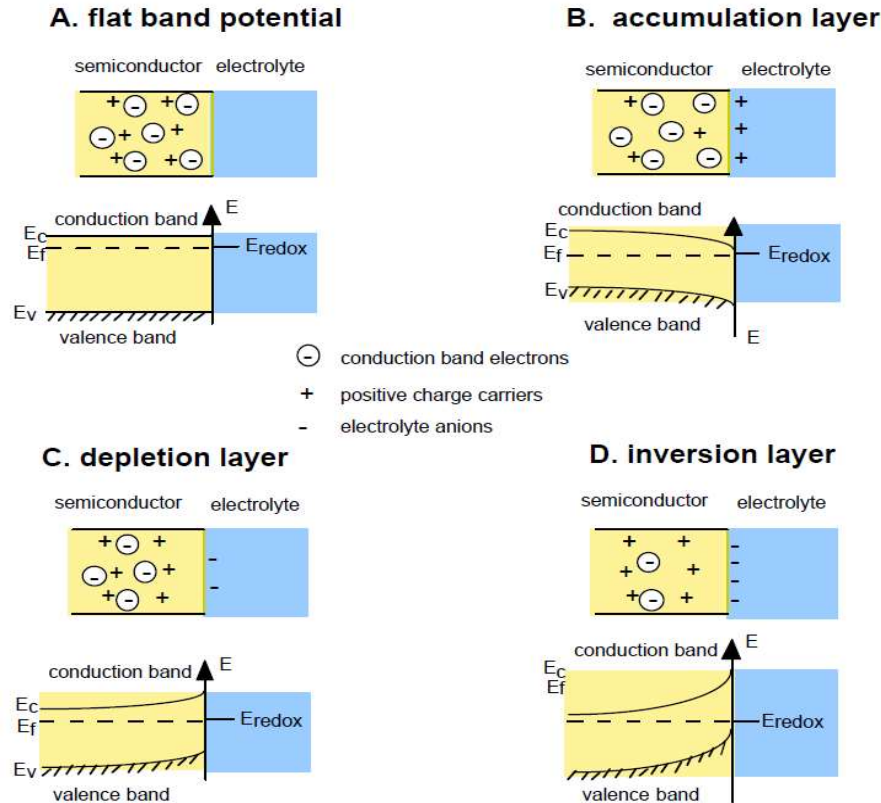 A. flat band potential
semiconductor electrolyte
+ - + -
- + - +
+ - + -
E
conduction band
Ec
Ef
Eredox
Ev
valence band
B. accumulation layer
semiconductor electrolyte
+ - - +
- - + +
+ - - +
conduction band
Ec
Ef
Eredox
Ev
valence band
E
- conduction band electrons
+ positive charge carriers
- electrolyte anions
C. depletion layer
semiconductor electrolyte
+ - +
- + - + -
+ - + -
E
conduction band
Ec
Ef
Eredox
Ev
valence band
D. inversion layer
semiconductor electrolyte
+ + -
+ - + -
- + -
-
E
conduction band
Ec
Ef
Eredox
Ev
valence band